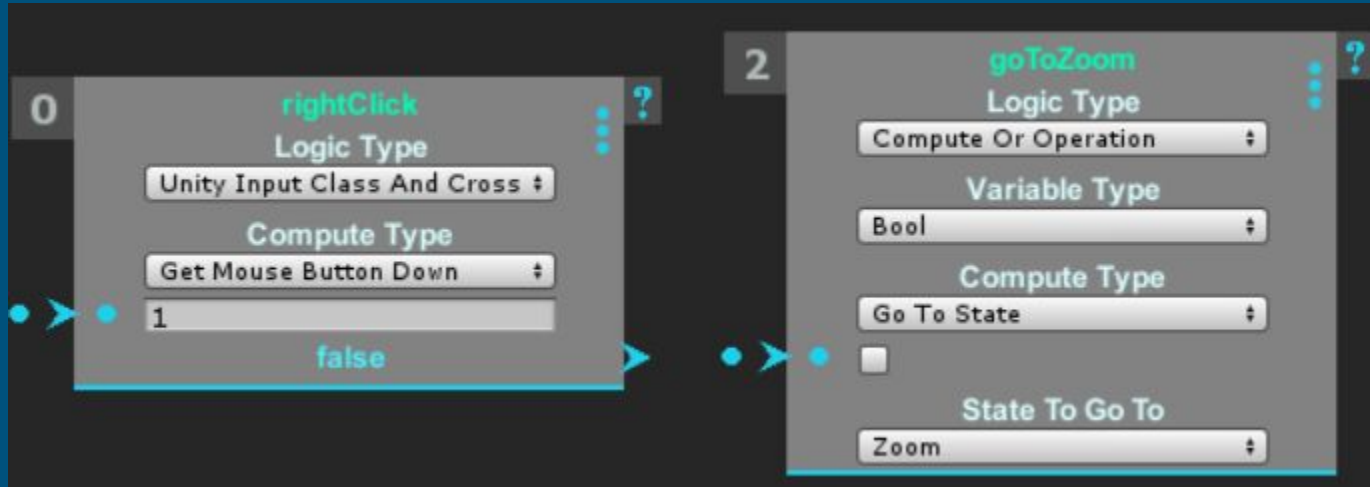 0
rightClick
?
Logic Type
Unity Input Class And Cross
Compute Type
Get Mouse Button Down
1
false
2
goToZoom
?
Logic Type
Compute Or Operation
Variable Type
Bool
Compute Type
Go To State
State To Go To
Zoom